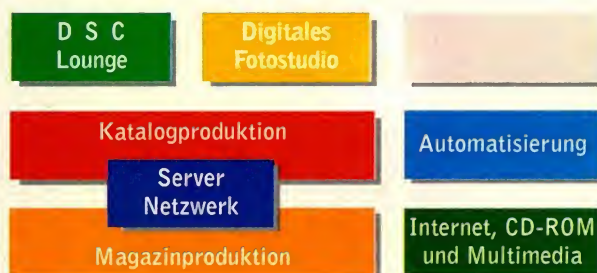 D S C
Lounge
Digitales
Fotostudio
Katalogproduktion
Automatisierung
Server
Netzwerk
Magazinproduktion
Internet, CD-ROM
und Multimedia